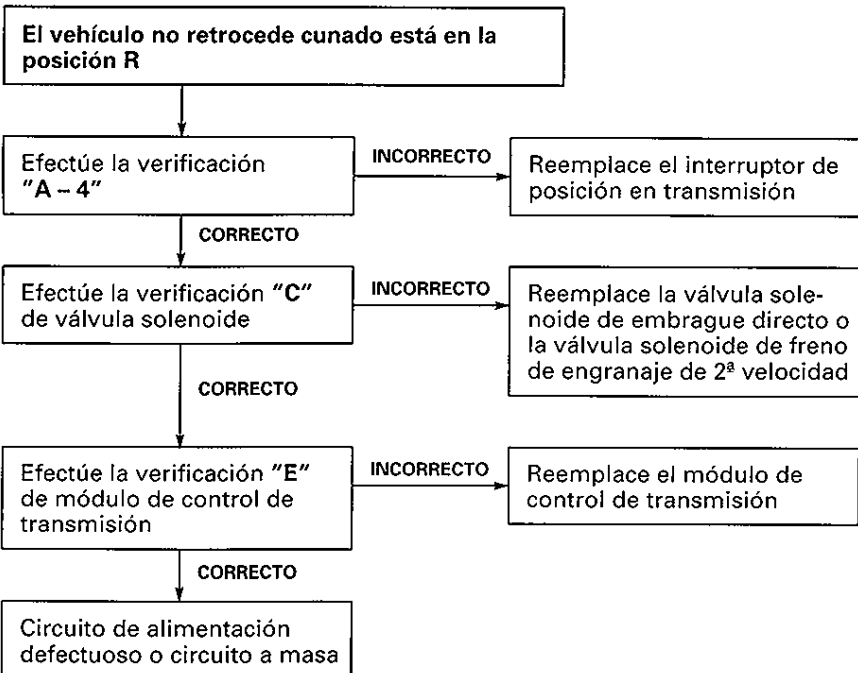 El vehículo no retrocede cunado está en la
posición R
Efectúe la verificación
"A – 4"
INCORRECTO
Reemplace el interruptor de
posición en transmisión
CORRECTO
Efectúe la verificación "C"
de válvula solenoide
INCORRECTO
Reemplace la válvula sole-
noide de embrague directo o
la válvula solenoide de freno
de engranaje de 2ª velocidad
CORRECTO
Efectúe la verificación "E"
de módulo de control de
transmisión
INCORRECTO
Reemplace el módulo de
control de transmisión
CORRECTO
Circuito de alimentación
defectuoso o circuito a masa